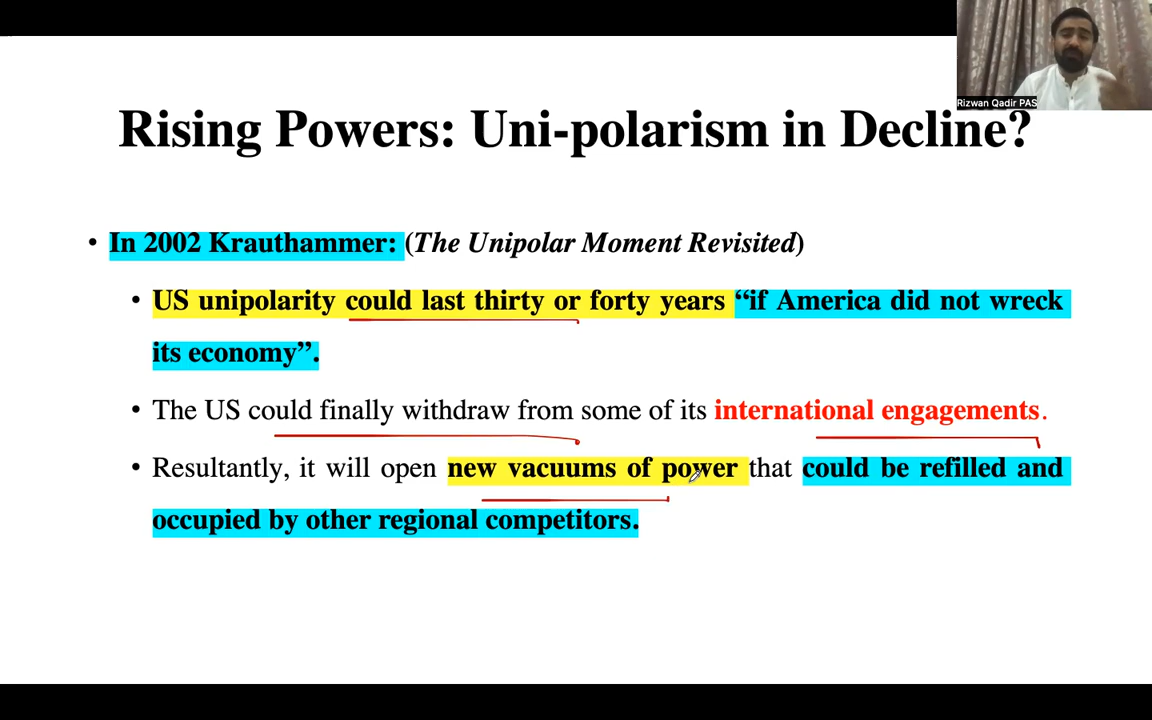 Rizwan Qadir PAS
Rising Powers: Uni-polarism in Decline?
• In 2002 Krauthammer: (The Unipolar Moment Revisited)
• US unipolarity could last thirty or forty years “if America did not wreck
its economy”.
• The US could finally withdraw from some of its international engagements.
• Resultantly, it will open new vacuums of power that could be refilled and
occupied by other regional competitors.